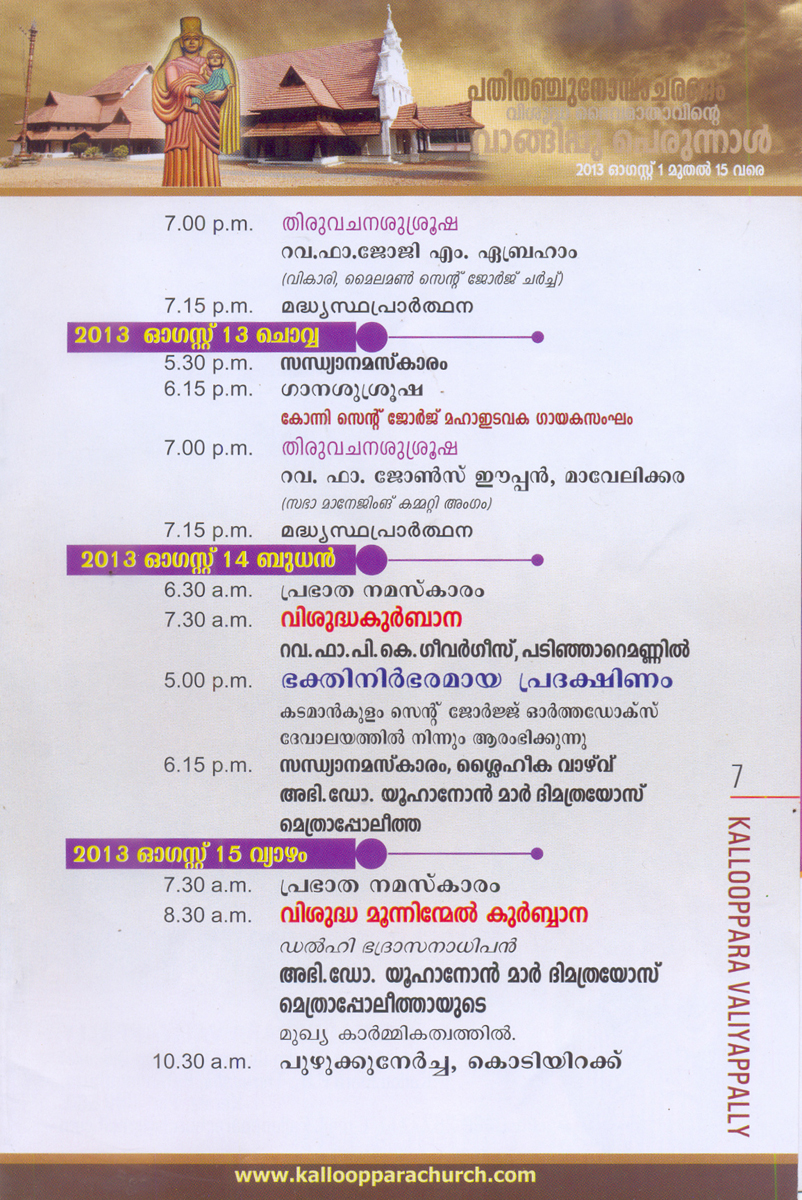 പതിനഞ്ചുനോമ്പാചരണം
വിശുദ്ധ ദൈവമാതാവിന്റെ
വാങ്ങിപ്പു പെരുന്നാൾ
2013 ഓഗസ്റ്റ് 1 മുതൽ 15 വരെ
7.00 p.m. തിരുവചനശുശ്രൂഷ
റവ.ഫാ.ജോജി എം. ഏബ്രഹാം
(വികാരി, മൈലമൺ സെന്റ് ജോർജ് ചർച്ച്)
7.15 p.m. മദ്ധ്യസ്ഥപ്രാർത്ഥന
2013 ഓഗസ്റ്റ് 13 ചൊവ്വ
5.30 p.m. സന്ധ്യാനമസ്കാരം
6.15 p.m. ഗാനശുശ്രൂഷ
കോന്നി സെന്റ് ജോർജ് മഹാഇടവക ഗായകസംഘം
7.00 p.m. തിരുവചനശുശ്രൂഷ
റവ. ഫാ. ജോൺസ് ഈപ്പൻ, മാവേലിക്കര
(സഭാ മാനേജിംങ് കമ്മറ്റി അംഗം)
7.15 p.m. മദ്ധ്യസ്ഥപ്രാർത്ഥന
2013 ഓഗസ്റ്റ് 14 ബുധൻ
6.30 a.m. പ്രഭാത നമസ്കാരം
7.30 a.m. വിശുദ്ധകുർബാന
റവ.ഫാ.പി.കെ.ഗീവർഗീസ്, പടിഞ്ഞാറെമണ്ണിൽ
5.00 p.m. ഭക്തിനിർഭരമായ പ്രദക്ഷിണം
കടമാൻകുളം സെന്റ് ജോർജ്ജ് ഓർത്തഡോക്സ്
ദേവാലയത്തിൽ നിന്നും ആരംഭിക്കുന്നു
6.15 p.m. സന്ധ്യാനമസ്കാരം, ശ്ലൈഹീക വാഴ്‌വ്
അഭി.ഡോ. യൂഹാനോൻ മാർ ദിമത്രയോസ്
മെത്രാപ്പോലീത്ത
2013 ഓഗസ്റ്റ് 15 വ്യാഴം
7.30 a.m. പ്രഭാത നമസ്കാരം
8.30 a.m. വിശുദ്ധ മൂന്നിന്മേൽ കുർബ്ബാന
ഡൽഹി ഭദ്രാസനാധിപൻ
അഭി.ഡോ. യൂഹാനോൻ മാർ ദിമത്രയോസ്
മെത്രാപ്പോലീത്തായുടെ
മുഖ്യ കാർമ്മികത്വത്തിൽ.
10.30 a.m. പുഴുക്കുനേർച്ച, കൊടിയിറക്ക്
7
KALLOOPPARA VALIYAPPALLY
www.kalloopparachurch.com